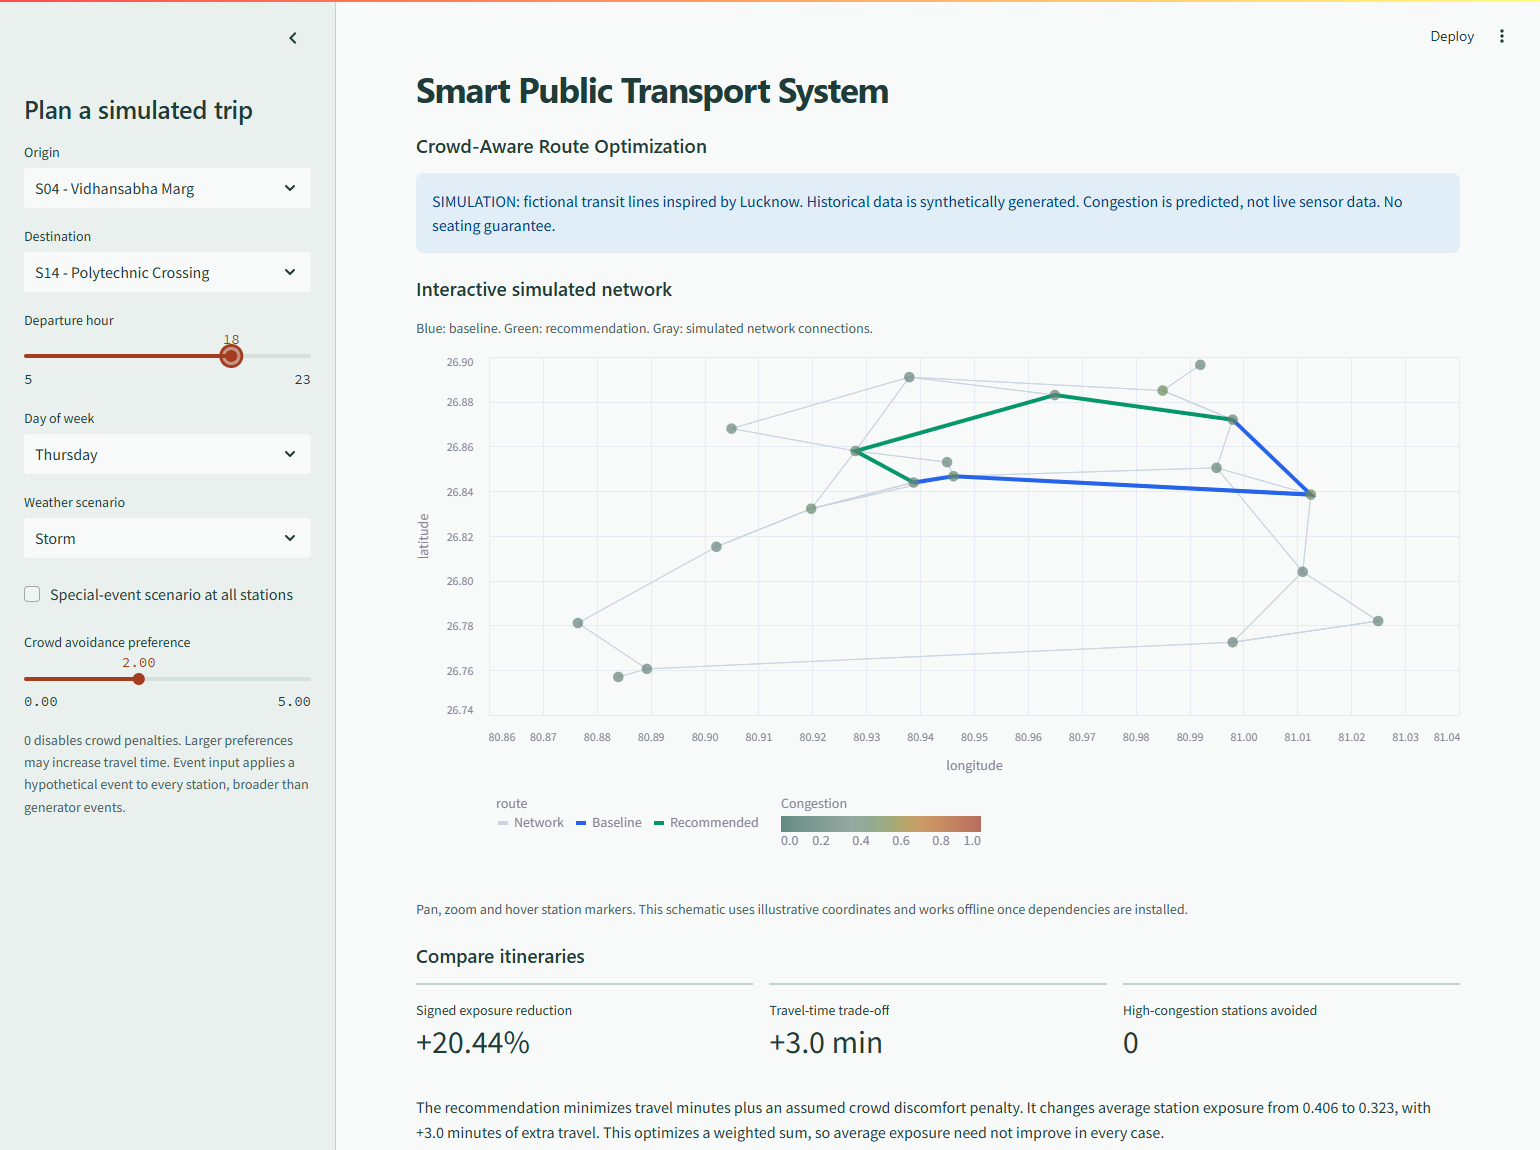 Deploy
Plan a simulated trip
Origin
S04 - Vidhansabha Marg
Destination
S14 - Polytechnic Crossing
Departure hour
18
5 23
Day of week
Thursday
Weather scenario
Storm
Special-event scenario at all stations
Crowd avoidance preference
2.00
0.00 5.00
0 disables crowd penalties. Larger preferences
may increase travel time. Event input applies a
hypothetical event to every station, broader than
generator events.
Smart Public Transport System
Crowd-Aware Route Optimization
SIMULATION: fictional transit lines inspired by Lucknow. Historical data is synthetically generated. Congestion is predicted, not live sensor data. No
seating guarantee.
Interactive simulated network
Blue: baseline. Green: recommendation. Gray: simulated network connections.
26.90
26.88
26.86
26.84
26.82
26.80
26.78
26.76
26.74
latitude
80.86 80.87 80.88 80.89 80.90 80.91 80.92 80.93 80.94 80.95 80.96 80.97 80.98 80.99 81.00 81.01 81.02 81.03 81.04
longitude
route
Network Baseline Recommended
Congestion
0.0 0.2 0.4 0.6 0.8 1.0
Pan, zoom and hover station markers. This schematic uses illustrative coordinates and works offline once dependencies are installed.
Compare itineraries
Signed exposure reduction
+20.44%
Travel-time trade-off
+3.0 min
High-congestion stations avoided
0
The recommendation minimizes travel minutes plus an assumed crowd discomfort penalty. It changes average station exposure from 0.406 to 0.323, with
+3.0 minutes of extra travel. This optimizes a weighted sum, so average exposure need not improve in every case.